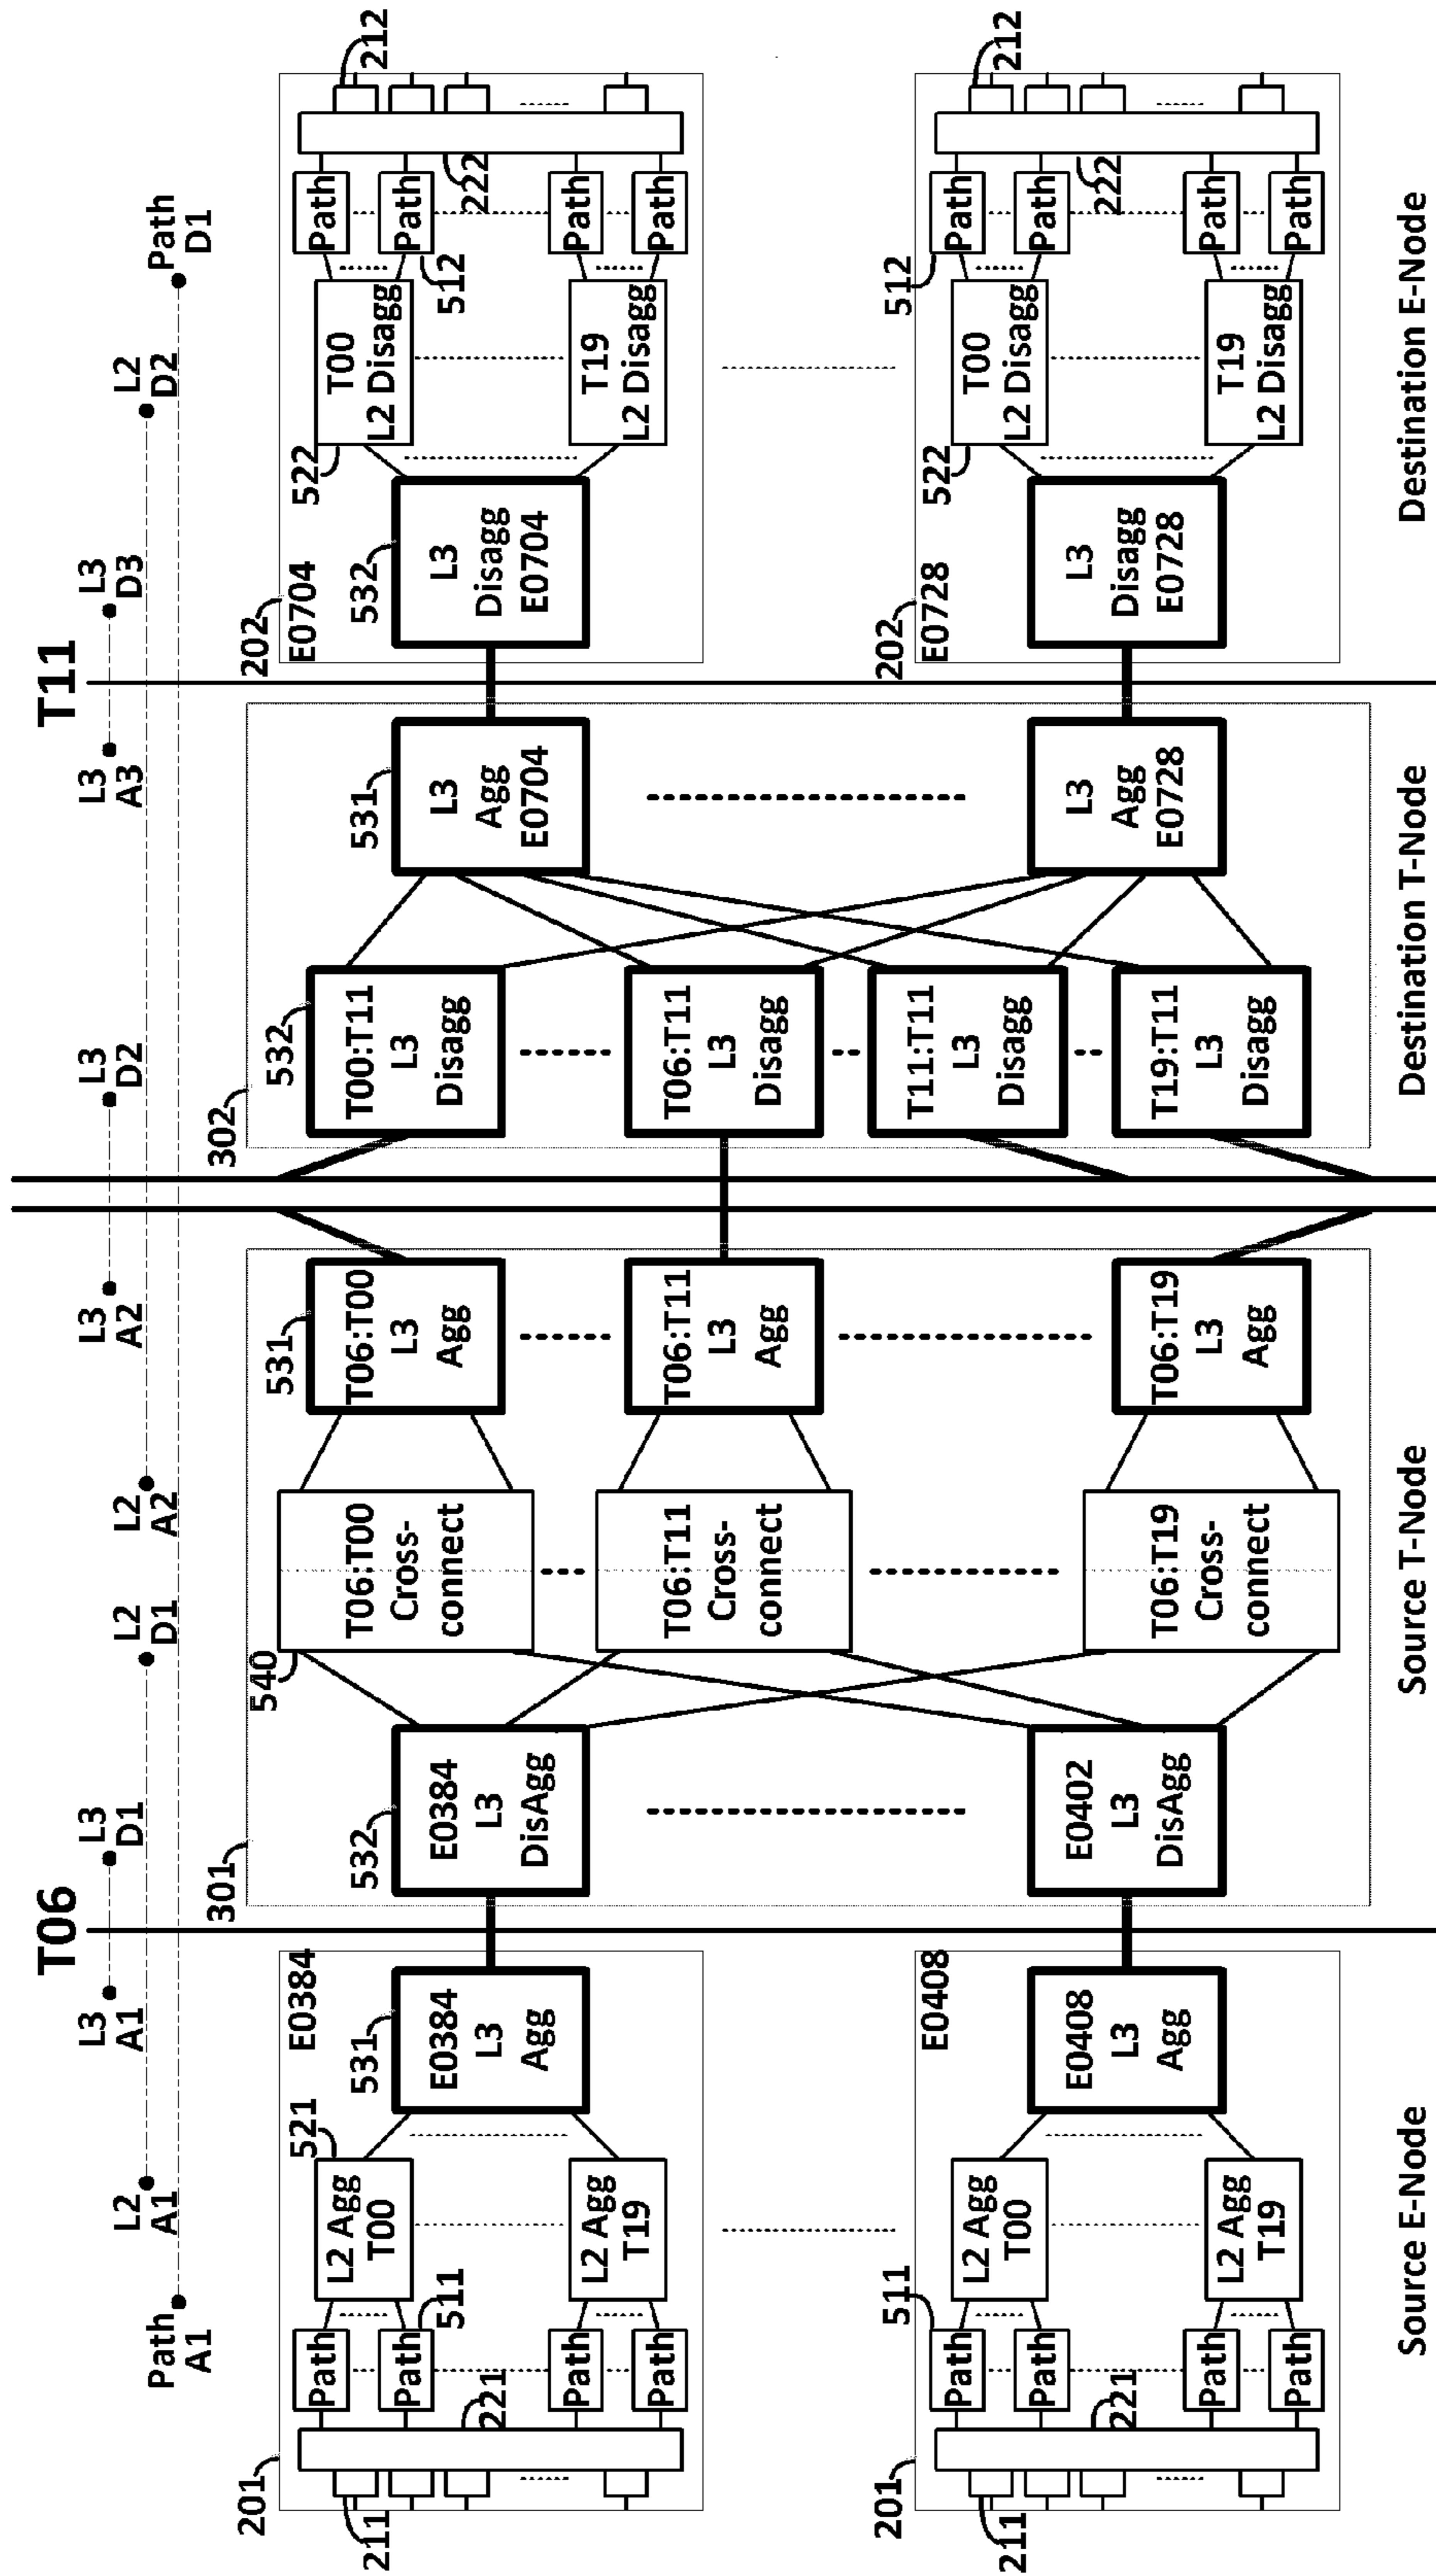 T06
T11
L3
A1
L3
D1
L3
A2
L3
D2
L3
A3
L3
D3
L2
A1
L2
D1
L2
A2
L2
D2
Path
A1
Path
D1
201
211
221
Path
Path
Path
Path
511
521
L2 Agg
T00
L2 Agg
T19
531
E0384
L3
Agg
E0384
201
211
221
511
Path
Path
Path
Path
L2 Agg
T00
L2 Agg
T19
E0408
L3
Agg
E0408
Source E-Node
301
532
E0384
L3
DisAgg
E0402
L3
DisAgg
540
T06:T00
Cross-
connect
T06:T11
Cross-
connect
T06:T19
Cross-
connect
531
T06:T00
L3
Agg
T06:T11
L3
Agg
T06:T19
L3
Agg
Source T-Node
302
532
T00:T11
L3
Disagg
T06:T11
L3
Disagg
T11:T11
L3
Disagg
T19:T11
L3
Disagg
531
L3
Agg
E0704
L3
Agg
E0728
Destination T-Node
202
E0704
532
L3
Disagg
E0704
522
T00
L2 Disagg
T19
L2 Disagg
512
Path
Path
Path
Path
222
212
202
E0728
L3
Disagg
E0728
522
T00
L2 Disagg
T19
L2 Disagg
512
Path
Path
Path
Path
222
212
Destination E-Node